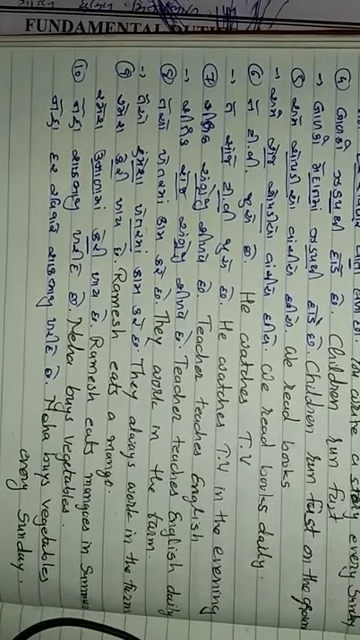 FUNDAMENTAL
a story every Sunday
④ બાળકો ઝડપથી દોડે છે. Children run fast
→ બાળકો મેદાનમાં ઝડપથી દોડે છે. Children run fast on the
⑤ અમે ચોપડીઓ વાંચીએ છીએ. We read books
→ અમે રોજ ચોપડીઓ વાંચીએ છીએ. We read books daily.
⑥ તે ટી.વી. જુએ છે. He watches T.V
→ તે સાંજે ટી.વી જુએ છે. He watches T.V in the evening
⑦ શિક્ષક અંગ્રેજી શીખવે છે. Teacher teaches English
→ શિક્ષક રોજ અંગ્રેજી શીખવે છે. Teacher teaches English daily
⑧ તેઓ ખેતરમાં કામ કરે છે. They work in the farm.
→ તેઓ હંમેશા ખેતરમાં કામ કરે છે. They always work in the farm
⑨ રમેશ કેરી ખાય છે. Ramesh eats a mango.
રમેશ ઉનાળામાં કેરી ખાય છે. Ramesh eats mangoes in Summer
⑩ નેહા શાકભાજી ખરીદે છે. Neha buys vegetables.
નેહા દર રવિવારે શાકભાજી ખરીદે છે. Neha buys vegetables
every Sunday.